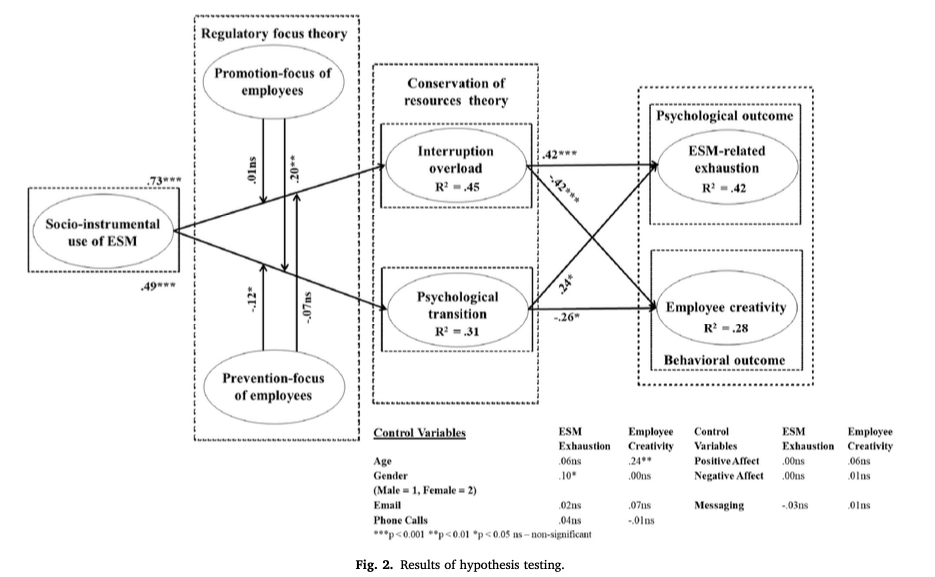 Regulatory focus theory
Promotion-focus of
employees
Conservation of
resources theory
Psychological outcome
Interruption
overload
R² =.45
.42***
ESM-related
exhaustion
R² = .42
.01ns
.20**
-.42***
.73***
Socio-instrumental
use of ESM
.49***
-.12*
-.07ns
Psychological
transition
R² =.31
.24*
-.26*
Employee creativity
R² = .28
Behavioral outcome
Prevention-focus
of employees
Control Variables ESM Employee Control ESM Employee
Exhaustion Creativity Variables Exhaustion Creativity
Age .06ns .24** Positive Affect .00ns .06ns
Gender .10* .00ns Negative Affect .00ns .01ns
(Male = 1, Female = 2)
Email .02ns .07ns Messaging -.03ns .01ns
Phone Calls .04ns -.01ns
***p<0.001 **p<0.01 *p<0.05 ns–non-significant
Fig. 2. Results of hypothesis testing.